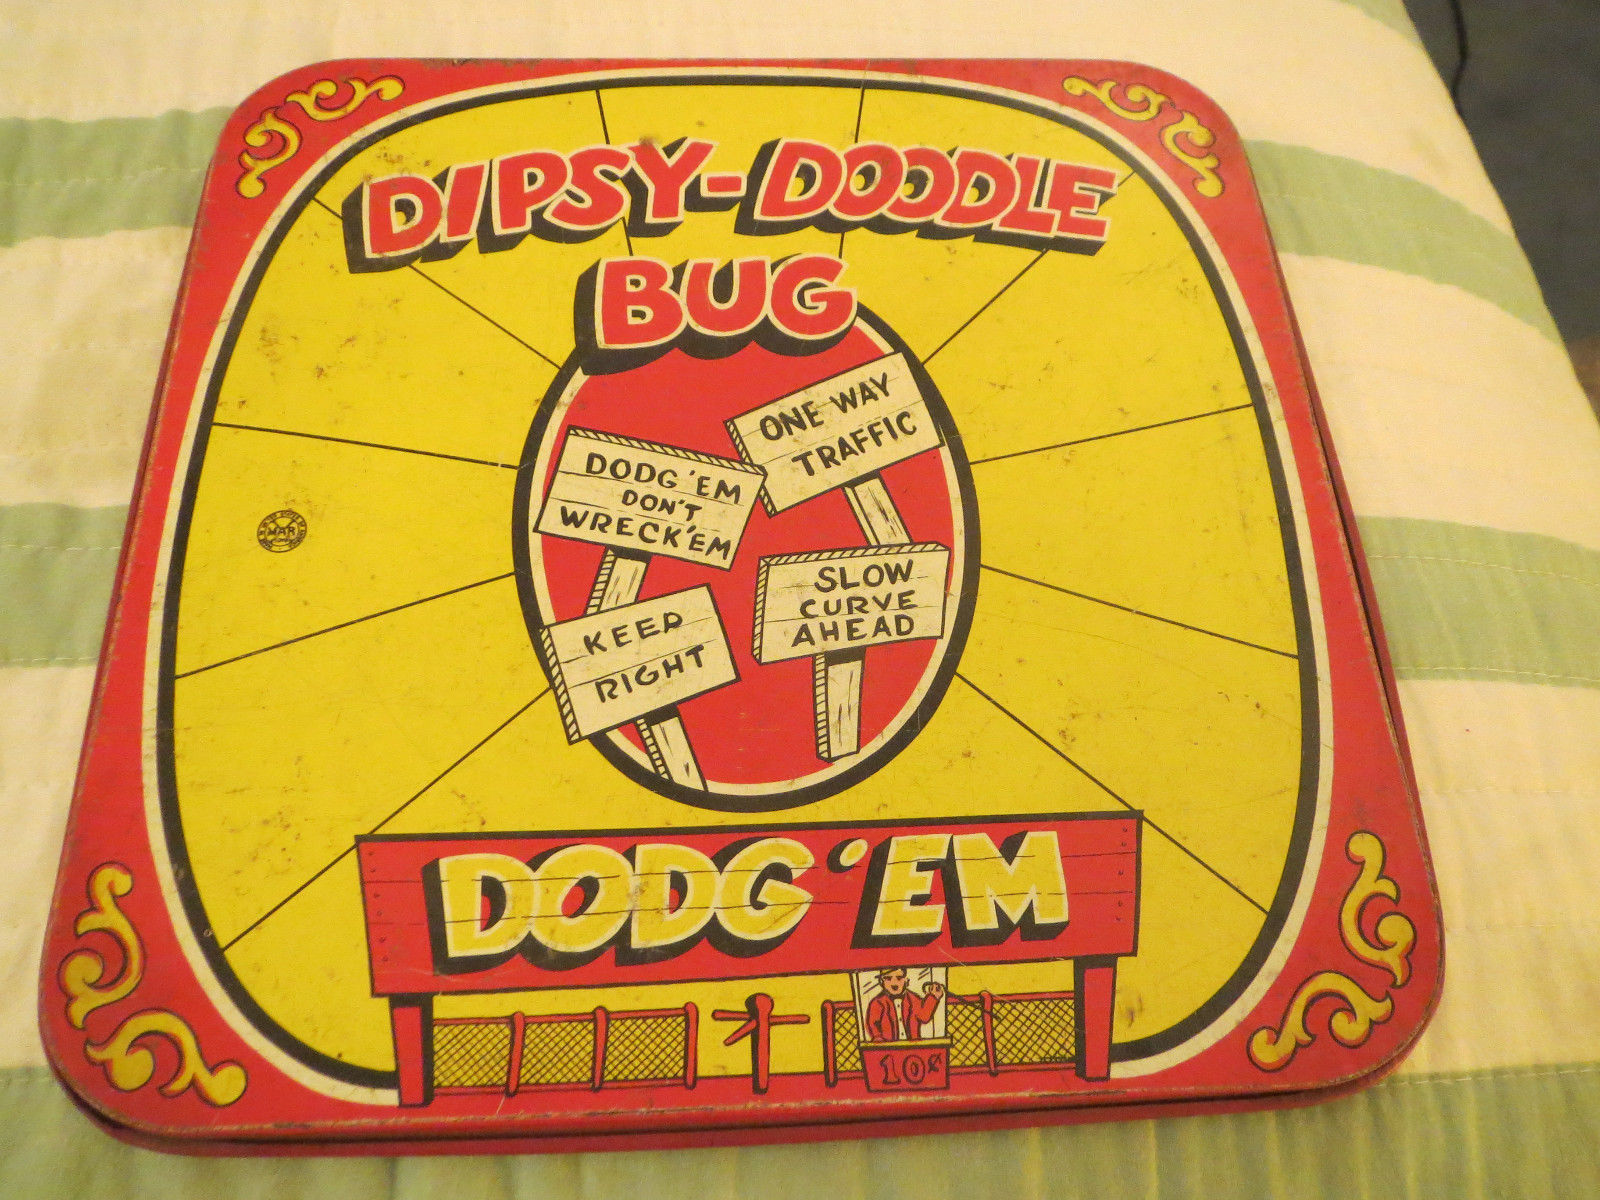 DIPSY-DOODLE
BUG
ONE WAY
TRAFFIC
DODG 'EM
DON'T
WRECK'EM
SLOW
CURVE
AHEAD
KEEP
RIGHT
DODG 'EM
10¢
MAR